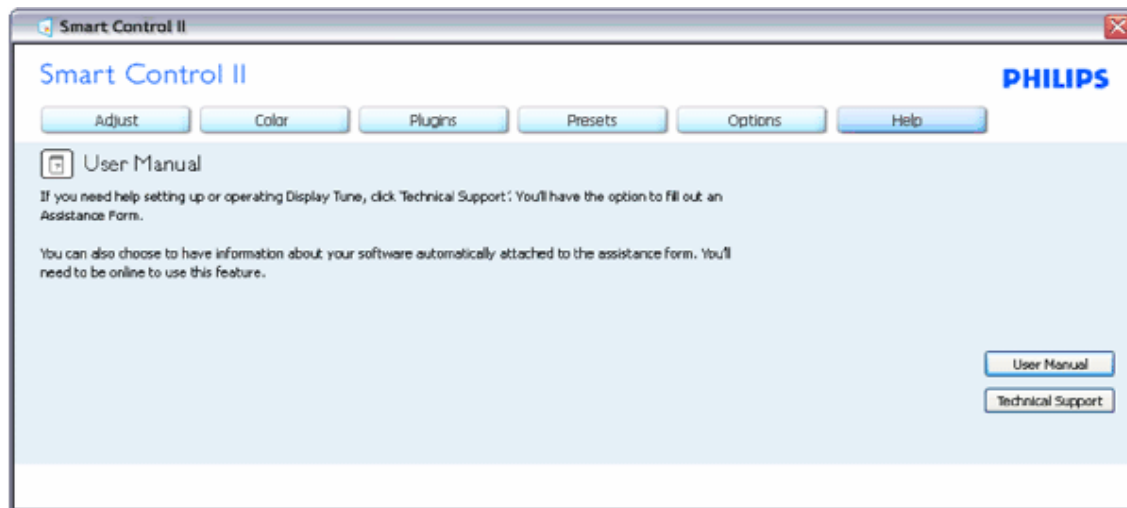 Smart Control II
Smart Control II
PHILIPS
Adjust Color Plugins Presets Options Help
User Manual
If you need help setting up or operating Display Tune, click 'Technical Support'. You'll have the option to fill out an
Assistance Form.
You can also choose to have information about your software automatically attached to the assistance form. You'll
need to be online to use this feature.
User Manual
Technical Support